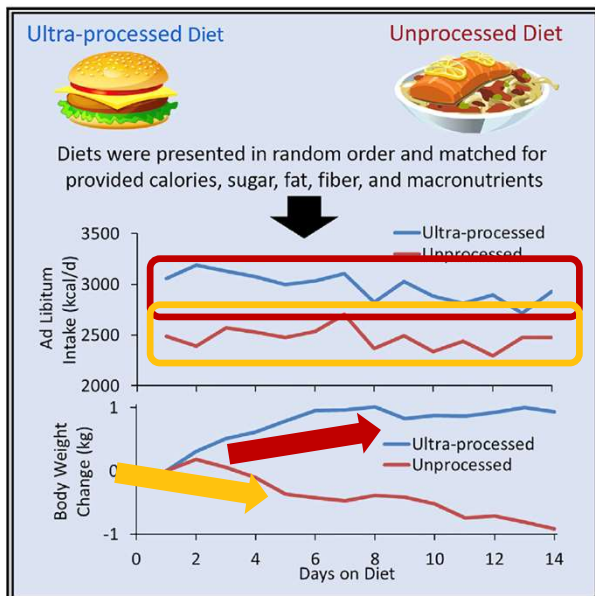 Ultra-processed Diet
Unprocessed Diet
Diets were presented in random order and matched for
provided calories, sugar, fat, fiber, and macronutrients
Ad Libitum
Intake (kcal/d)
3500
3000
2500
2000
Ultra-processed
Unprocessed
Body Weight
Change (kg)
1
0
-1
Ultra-processed
Unprocessed
0 2 4 6 8 10 12 14
Days on Diet